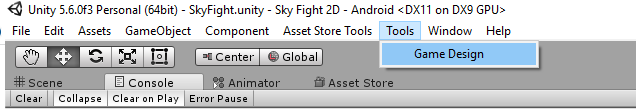 Unity 5.6.0f3 Personal (64bit) - SkyFight.unity - Sky Fight 2D - Android <DX11 on DX9 GPU>
File Edit Assets GameObject Component Asset Store Tools Tools Window Help
Game Design
Center Global
Scene Console Animator Asset Store
Clear Collapse Clear on Play Error Pause